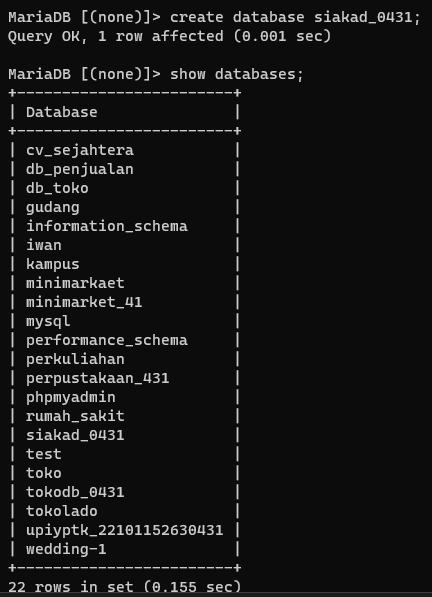 MariaDB [(none)]> create database siakad_0431;
Query OK, 1 row affected (0.001 sec)

MariaDB [(none)]> show databases;
+------------------------+
| Database               |
+------------------------+
| cv_sejahtera           |
| db_penjualan           |
| db_toko                |
| gudang                 |
| information_schema     |
| iwan                   |
| kampus                 |
| minimarkaet            |
| minimarket_41          |
| mysql                  |
| performance_schema     |
| perkuliahan            |
| perpustakaan_431       |
| phpmyadmin             |
| rumah_sakit            |
| siakad_0431            |
| test                   |
| toko                   |
| tokodb_0431            |
| tokolado               |
| upiyptk_22101152630431 |
| wedding-1              |
+------------------------+
22 rows in set (0.155 sec)